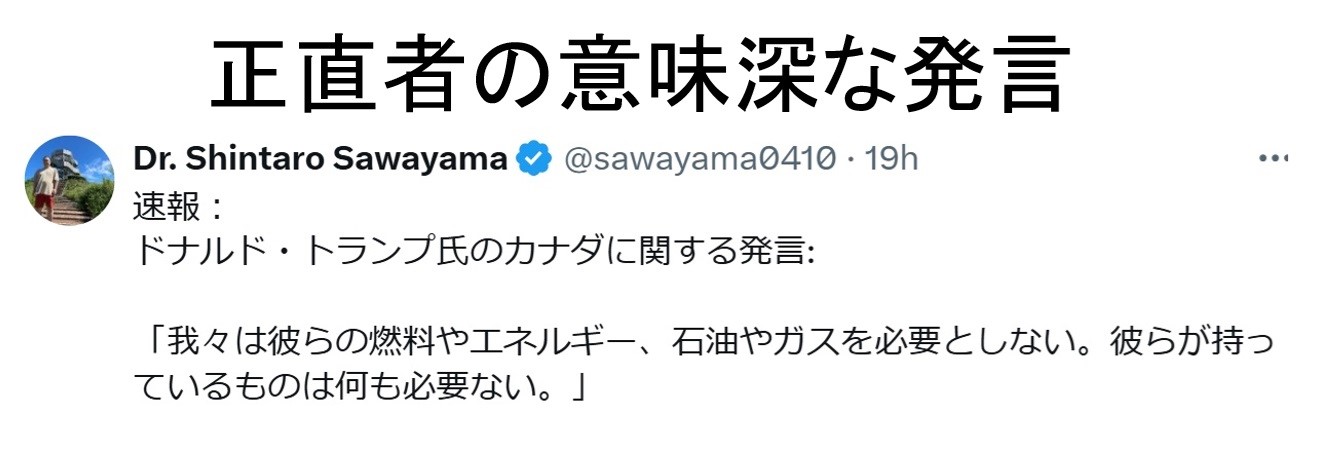 正直者の意味深な発言
Dr. Shintaro Sawayama @sawayama0410 · 19h
速報：
ドナルド・トランプ氏のカナダに関する発言:
「我々は彼らの燃料やエネルギー、石油やガスを必要としない。彼らが持っ
ているものは何も必要ない。」